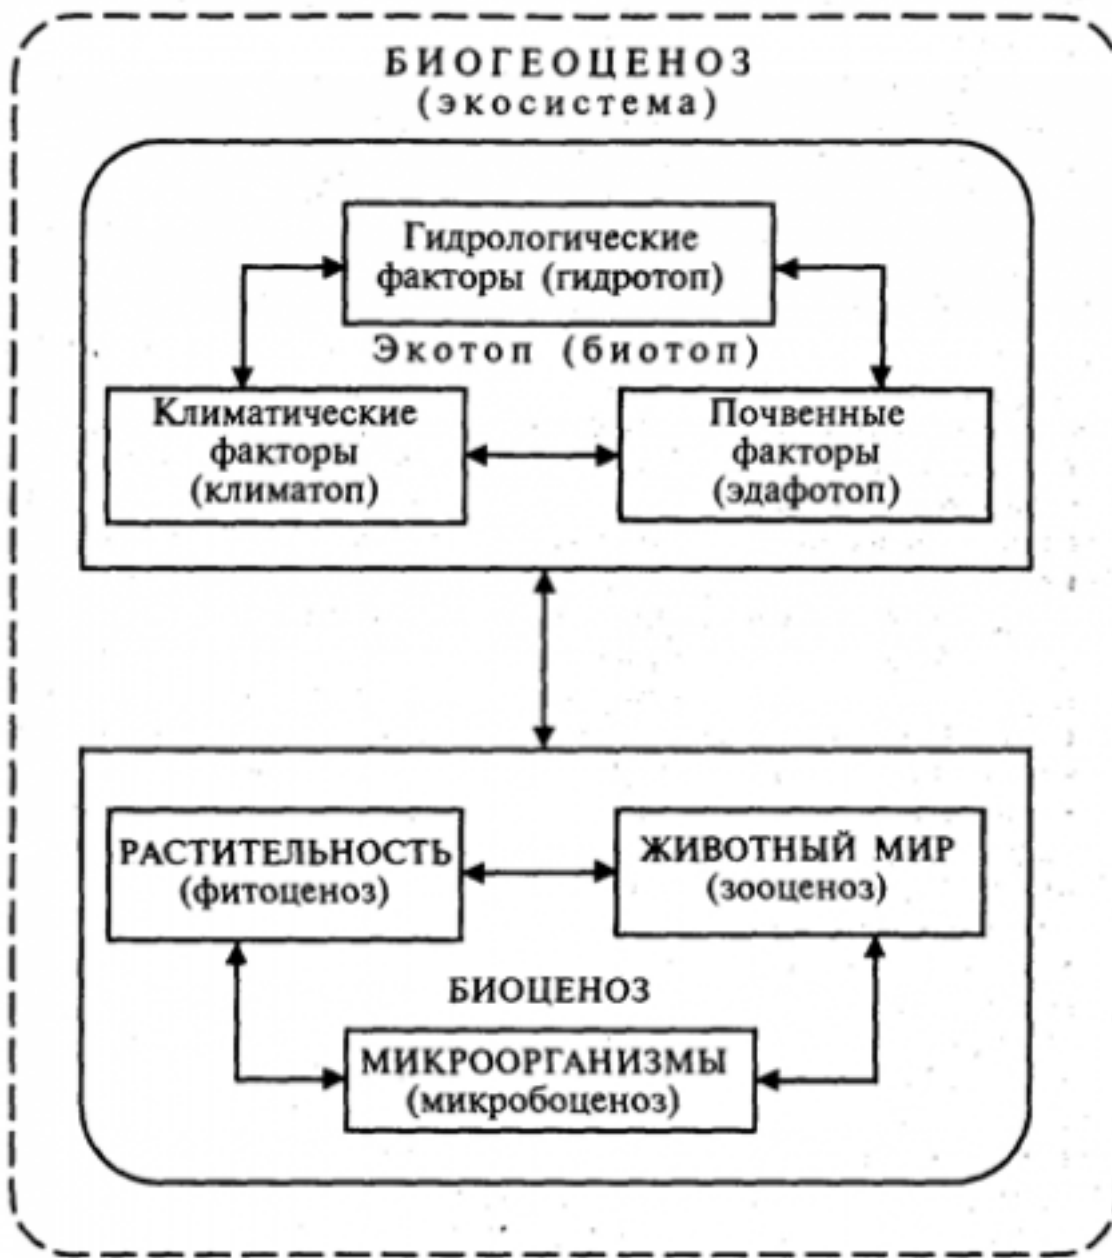 БИОГЕОЦЕНОЗ
(экосистема)
Гидрологические
факторы (гидротоп)
Экотоп (биотоп)
Климатические
факторы
(климатоп)
Почвенные
факторы
(эдафотоп)
РАСТИТЕЛЬНОСТЬ
(фитоценоз)
ЖИВОТНЫЙ МИР
(зооценоз)
БИОЦЕНОЗ
МИКРООРГАНИЗМЫ
(микробоценоз)